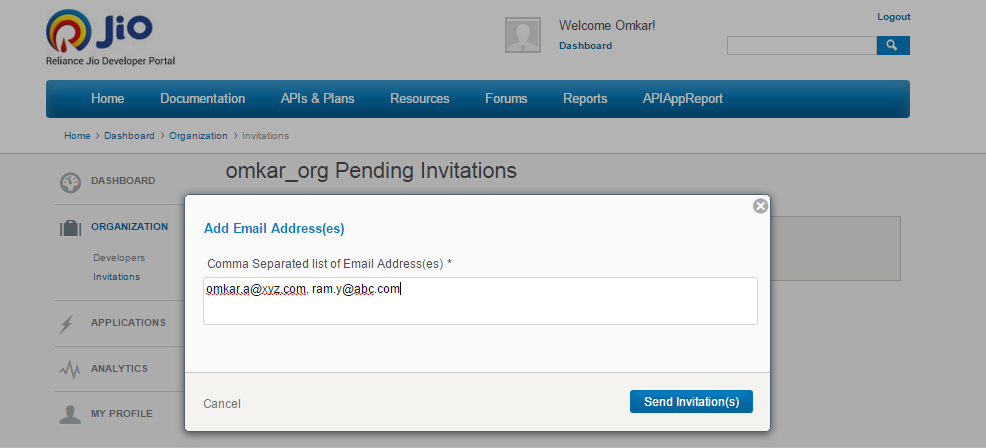 Jio
Reliance Jio Developer Portal
Welcome Omkar!
Dashboard
Logout
Home Documentation APIs & Plans Resources Forums Reports APIAppReport
Home > Dashboard > Organization > Invitations
DASHBOARD
ORGANIZATION
Developers
Invitations
APPLICATIONS
ANALYTICS
MY PROFILE
omkar_org Pending Invitations
Add Email Address(es)
Comma Separated list of Email Address(es) *
omkar.a@xyz.com, ram.y@abc.com
Cancel
Send Invitation(s)